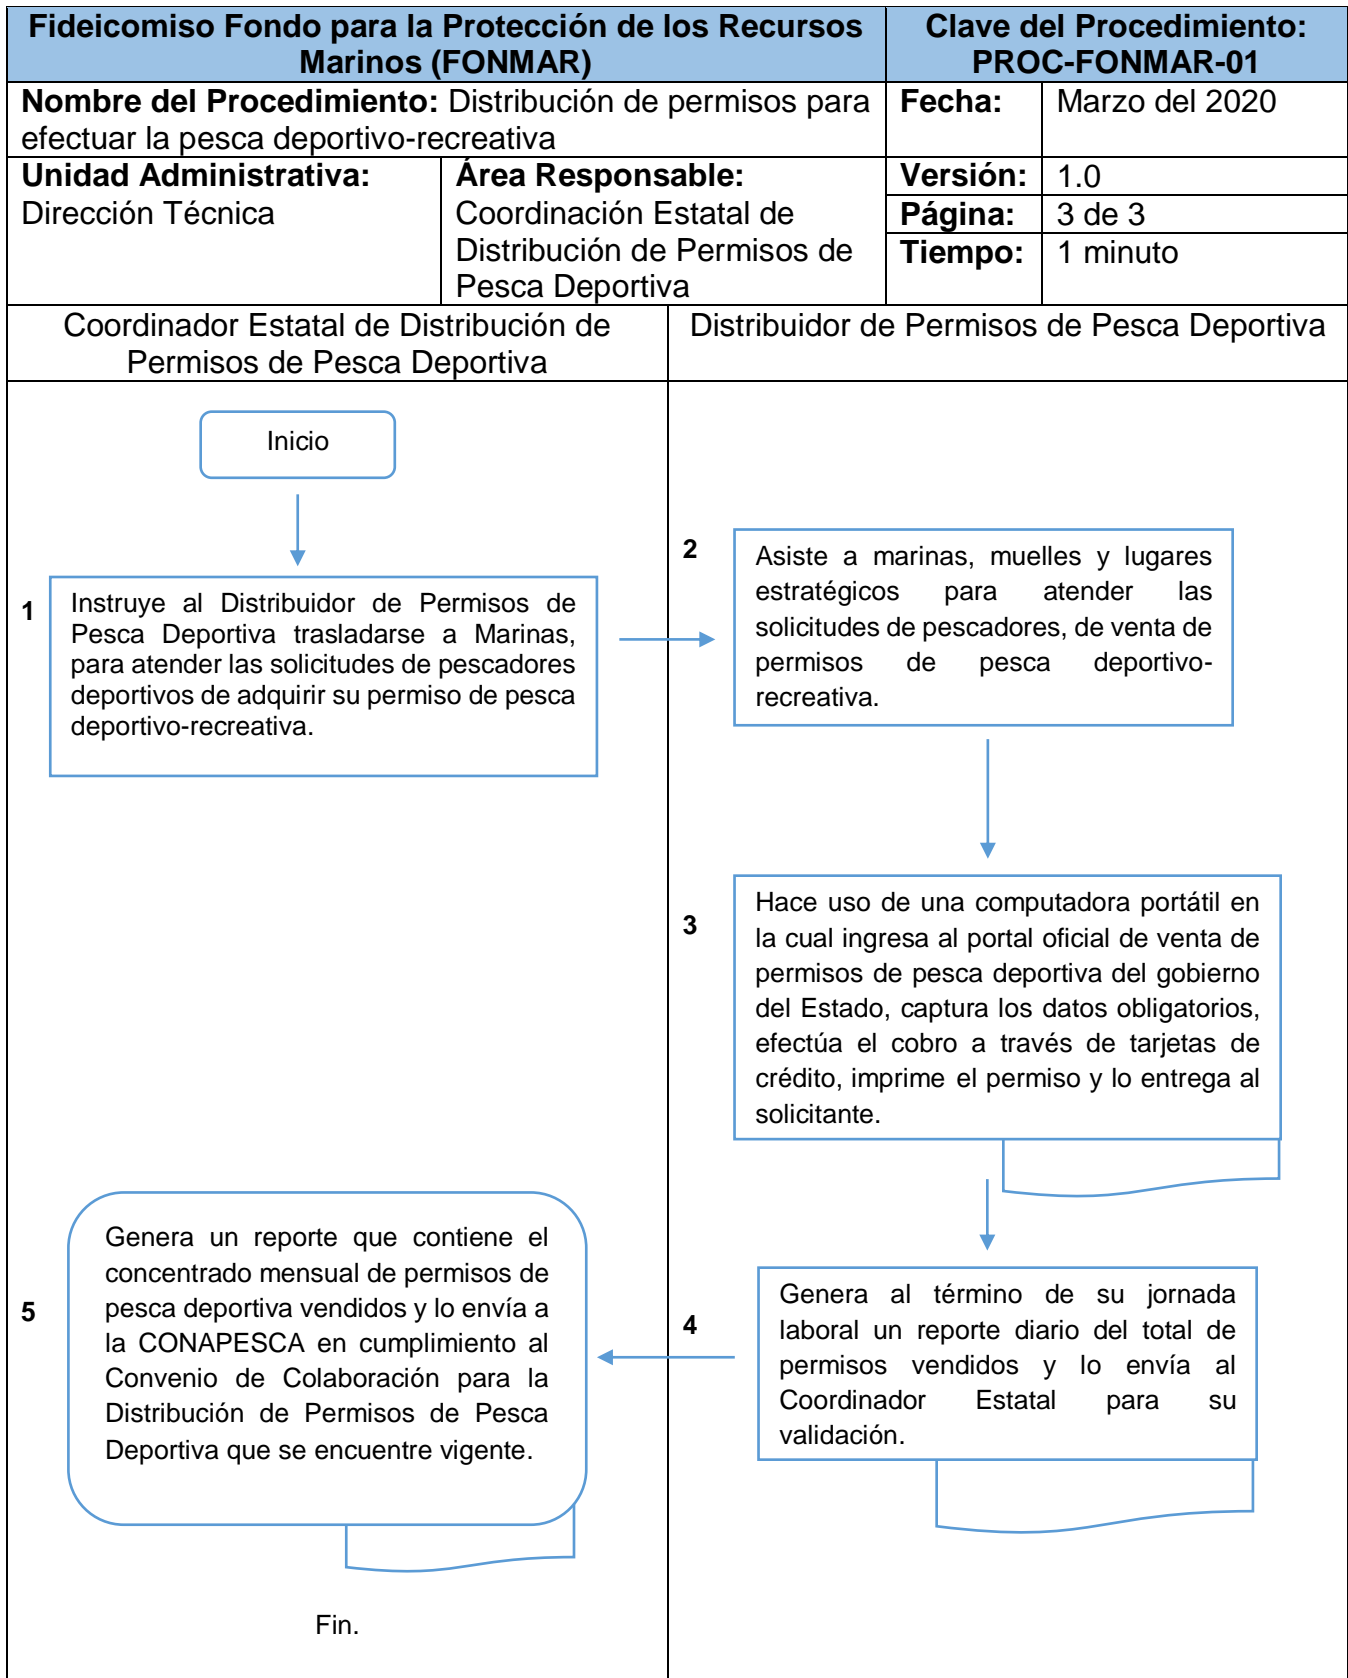 Fideicomiso Fondo para la Protección de los Recursos
Marinos (FONMAR)
Clave del Procedimiento:
PROC-FONMAR-01
Nombre del Procedimiento: Distribución de permisos para
efectuar la pesca deportivo-recreativa
Fecha:
Marzo del 2020
Unidad Administrativa:
Dirección Técnica
Área Responsable:
Coordinación Estatal de
Distribución de Permisos de
Pesca Deportiva
Versión:
1.0
Página:
3 de 3
Tiempo:
1 minuto
Coordinador Estatal de Distribución de
Permisos de Pesca Deportiva
Distribuidor de Permisos de Pesca Deportiva
Inicio
1
Instruye al Distribuidor de Permisos de
Pesca Deportiva trasladarse a Marinas,
para atender las solicitudes de pescadores
deportivos de adquirir su permiso de pesca
deportivo-recreativa.
2
Asiste a marinas, muelles y lugares
estratégicos para atender las
solicitudes de pescadores, de venta de
permisos de pesca deportivo-
recreativa.
3
Hace uso de una computadora portátil en
la cual ingresa al portal oficial de venta de
permisos de pesca deportiva del gobierno
del Estado, captura los datos obligatorios,
efectúa el cobro a través de tarjetas de
crédito, imprime el permiso y lo entrega al
solicitante.
4
Genera al término de su jornada
laboral un reporte diario del total de
permisos vendidos y lo envía al
Coordinador Estatal para su
validación.
5
Genera un reporte que contiene el
concentrado mensual de permisos de
pesca deportiva vendidos y lo envía a
la CONAPESCA en cumplimiento al
Convenio de Colaboración para la
Distribución de Permisos de Pesca
Deportiva que se encuentre vigente.
Fin.